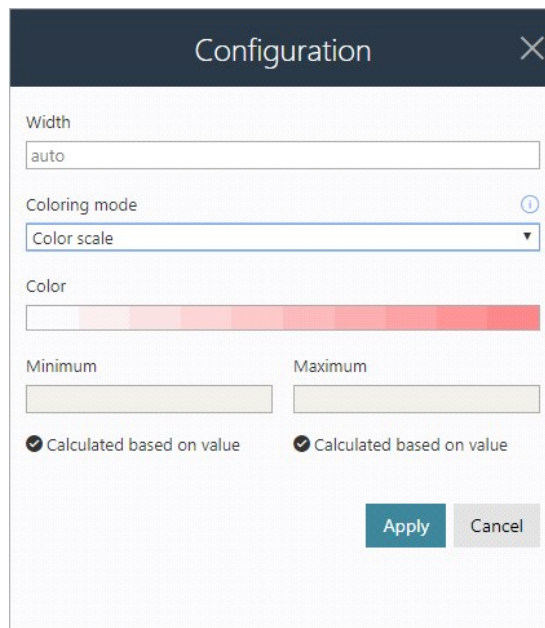 Configuration
Width
auto
Coloring mode
Color scale
Color
Minimum Maximum
Calculated based on value Calculated based on value
Apply Cancel